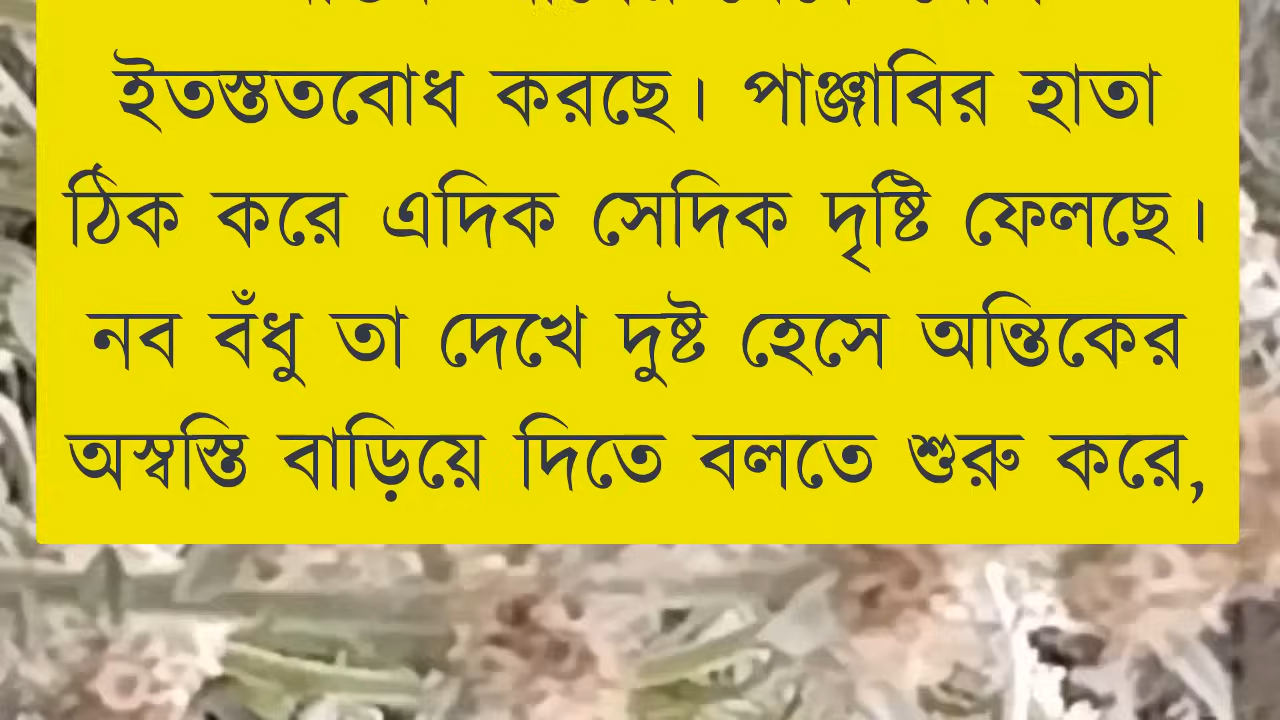 ইতস্ততবোধ করছে। পাঞ্জাবির হাতা
ঠিক করে এদিক সেদিক দৃষ্টি ফেলছে।
নব বঁধু তা দেখে দুষ্ট হেসে অন্তিকের
অস্বস্তি বাড়িয়ে দিতে বলতে শুরু করে,